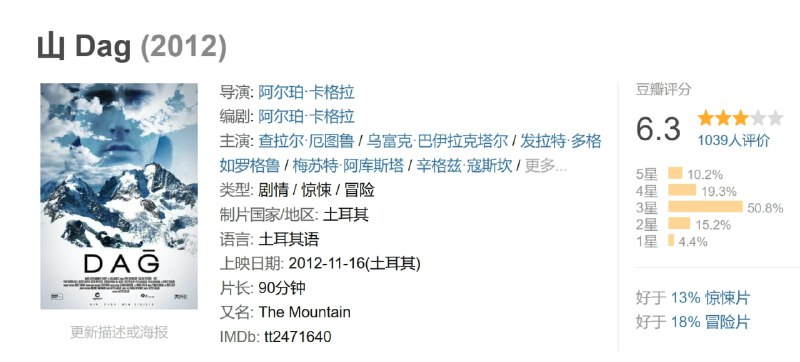 山 Dag (2012)
DAĞ
更新描述或海报
导演: 阿尔珀·卡格拉
编剧: 阿尔珀·卡格拉
主演: 查拉尔·厄图鲁 / 乌富克·巴伊拉克塔尔 / 发拉特·多格
如罗格鲁 / 梅苏特·阿库斯塔 / 辛格兹·寇斯坎 / 更多...
类型: 剧情 / 惊悚 / 冒险
制片国家/地区: 土耳其
语言: 土耳其语
上映日期: 2012-11-16(土耳其)
片长: 90分钟
又名: The Mountain
IMDb: tt2471640
豆瓣评分
6.3
1039人评价
5星 10.2%
4星 19.3%
3星 50.8%
2星 15.2%
1星 4.4%
好于 13% 惊悚片
好于 18% 冒险片